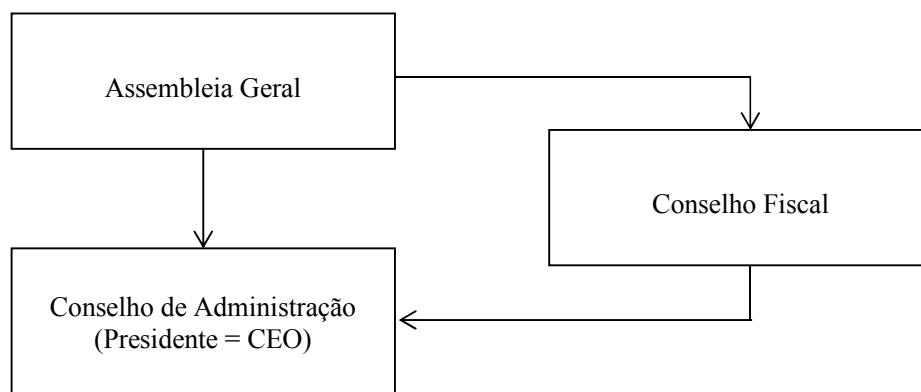 Assembleia Geral
Conselho Fiscal
Conselho de Administração
(Presidente = CEO)